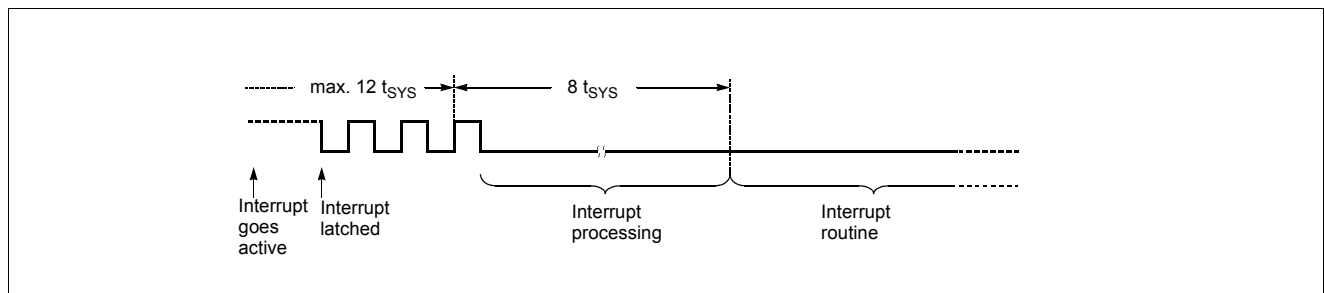 max. 12 tSYS
8 tSYS
Interrupt
goes
active
Interrupt
latched
Interrupt
processing
Interrupt
routine